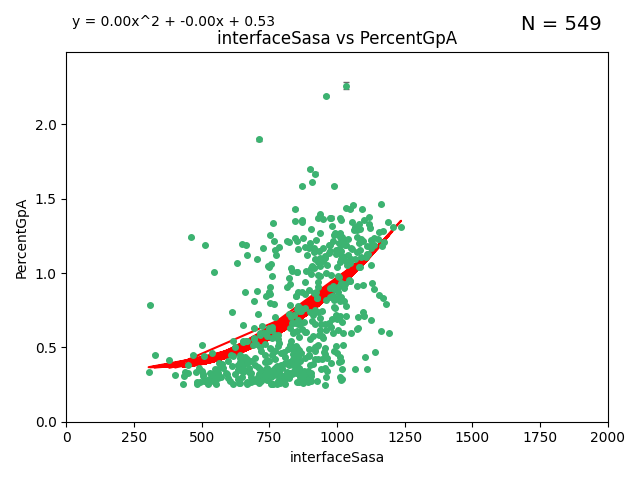 y = 0.00x^2 + -0.00x + 0.53
N = 549
interfaceSasa vs PercentGpA
PercentGpA
2.0
1.5
1.0
0.5
0.0
0 250 500 750 1000 1250 1500 1750 2000
interfaceSasa